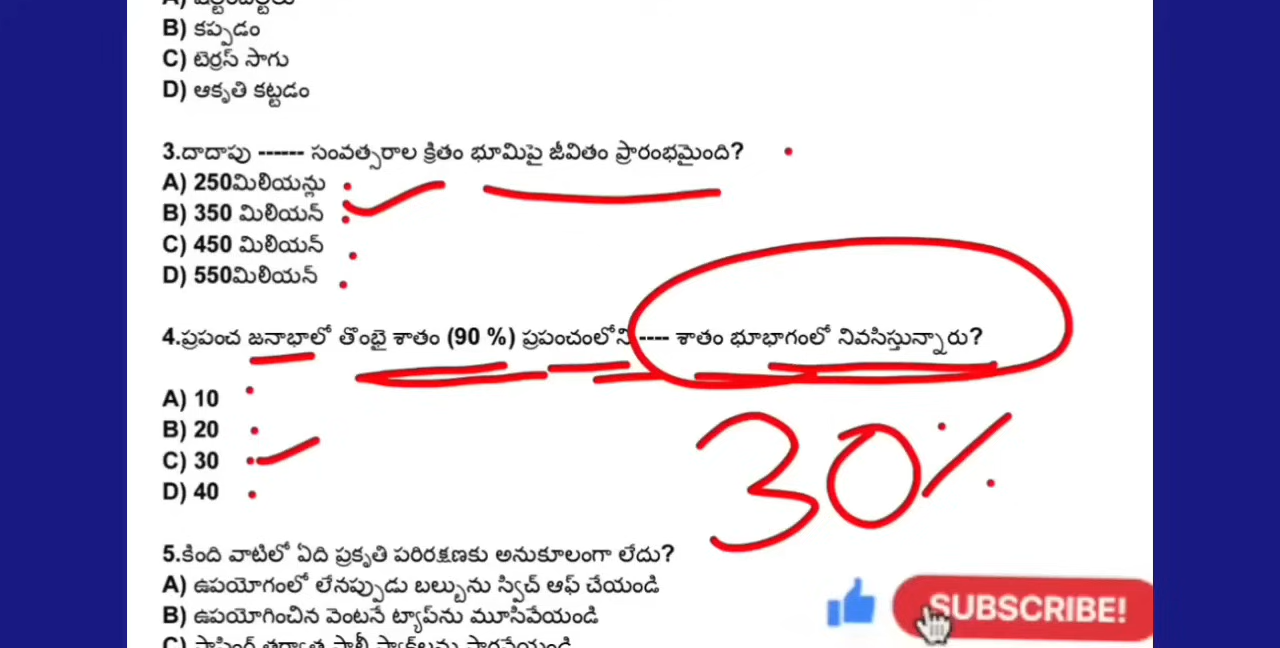 B) కప్పడం
C) టెర్రస్ సాగు
D) ఆకృతి కట్టడం
3.దాదాపు ------ సంవత్సరాల క్రితం భూమిపై జీవితం ప్రారంభమైంది?
A) 250మిలియన్లు
B) 350 మిలియన్
C) 450 మిలియన్
D) 550మిలియన్
4.ప్రపంచ జనాభాలో తొంభై శాతం (90 %) ప్రపంచంలోని ---- శాతం భూభాగంలో నివసిస్తున్నారు?
A) 10
B) 20
C) 30
D) 40
30%
5.కింది వాటిలో ఏది ప్రకృతి పరిరక్షణకు అనుకూలంగా లేదు?
A) ఉపయోగంలో లేనప్పుడు బల్బును స్విచ్ ఆఫ్ చేయండి
B) ఉపయోగించిన వెంటనే ట్యాప్‌ను మూసివేయండి
SUBSCRIBE!